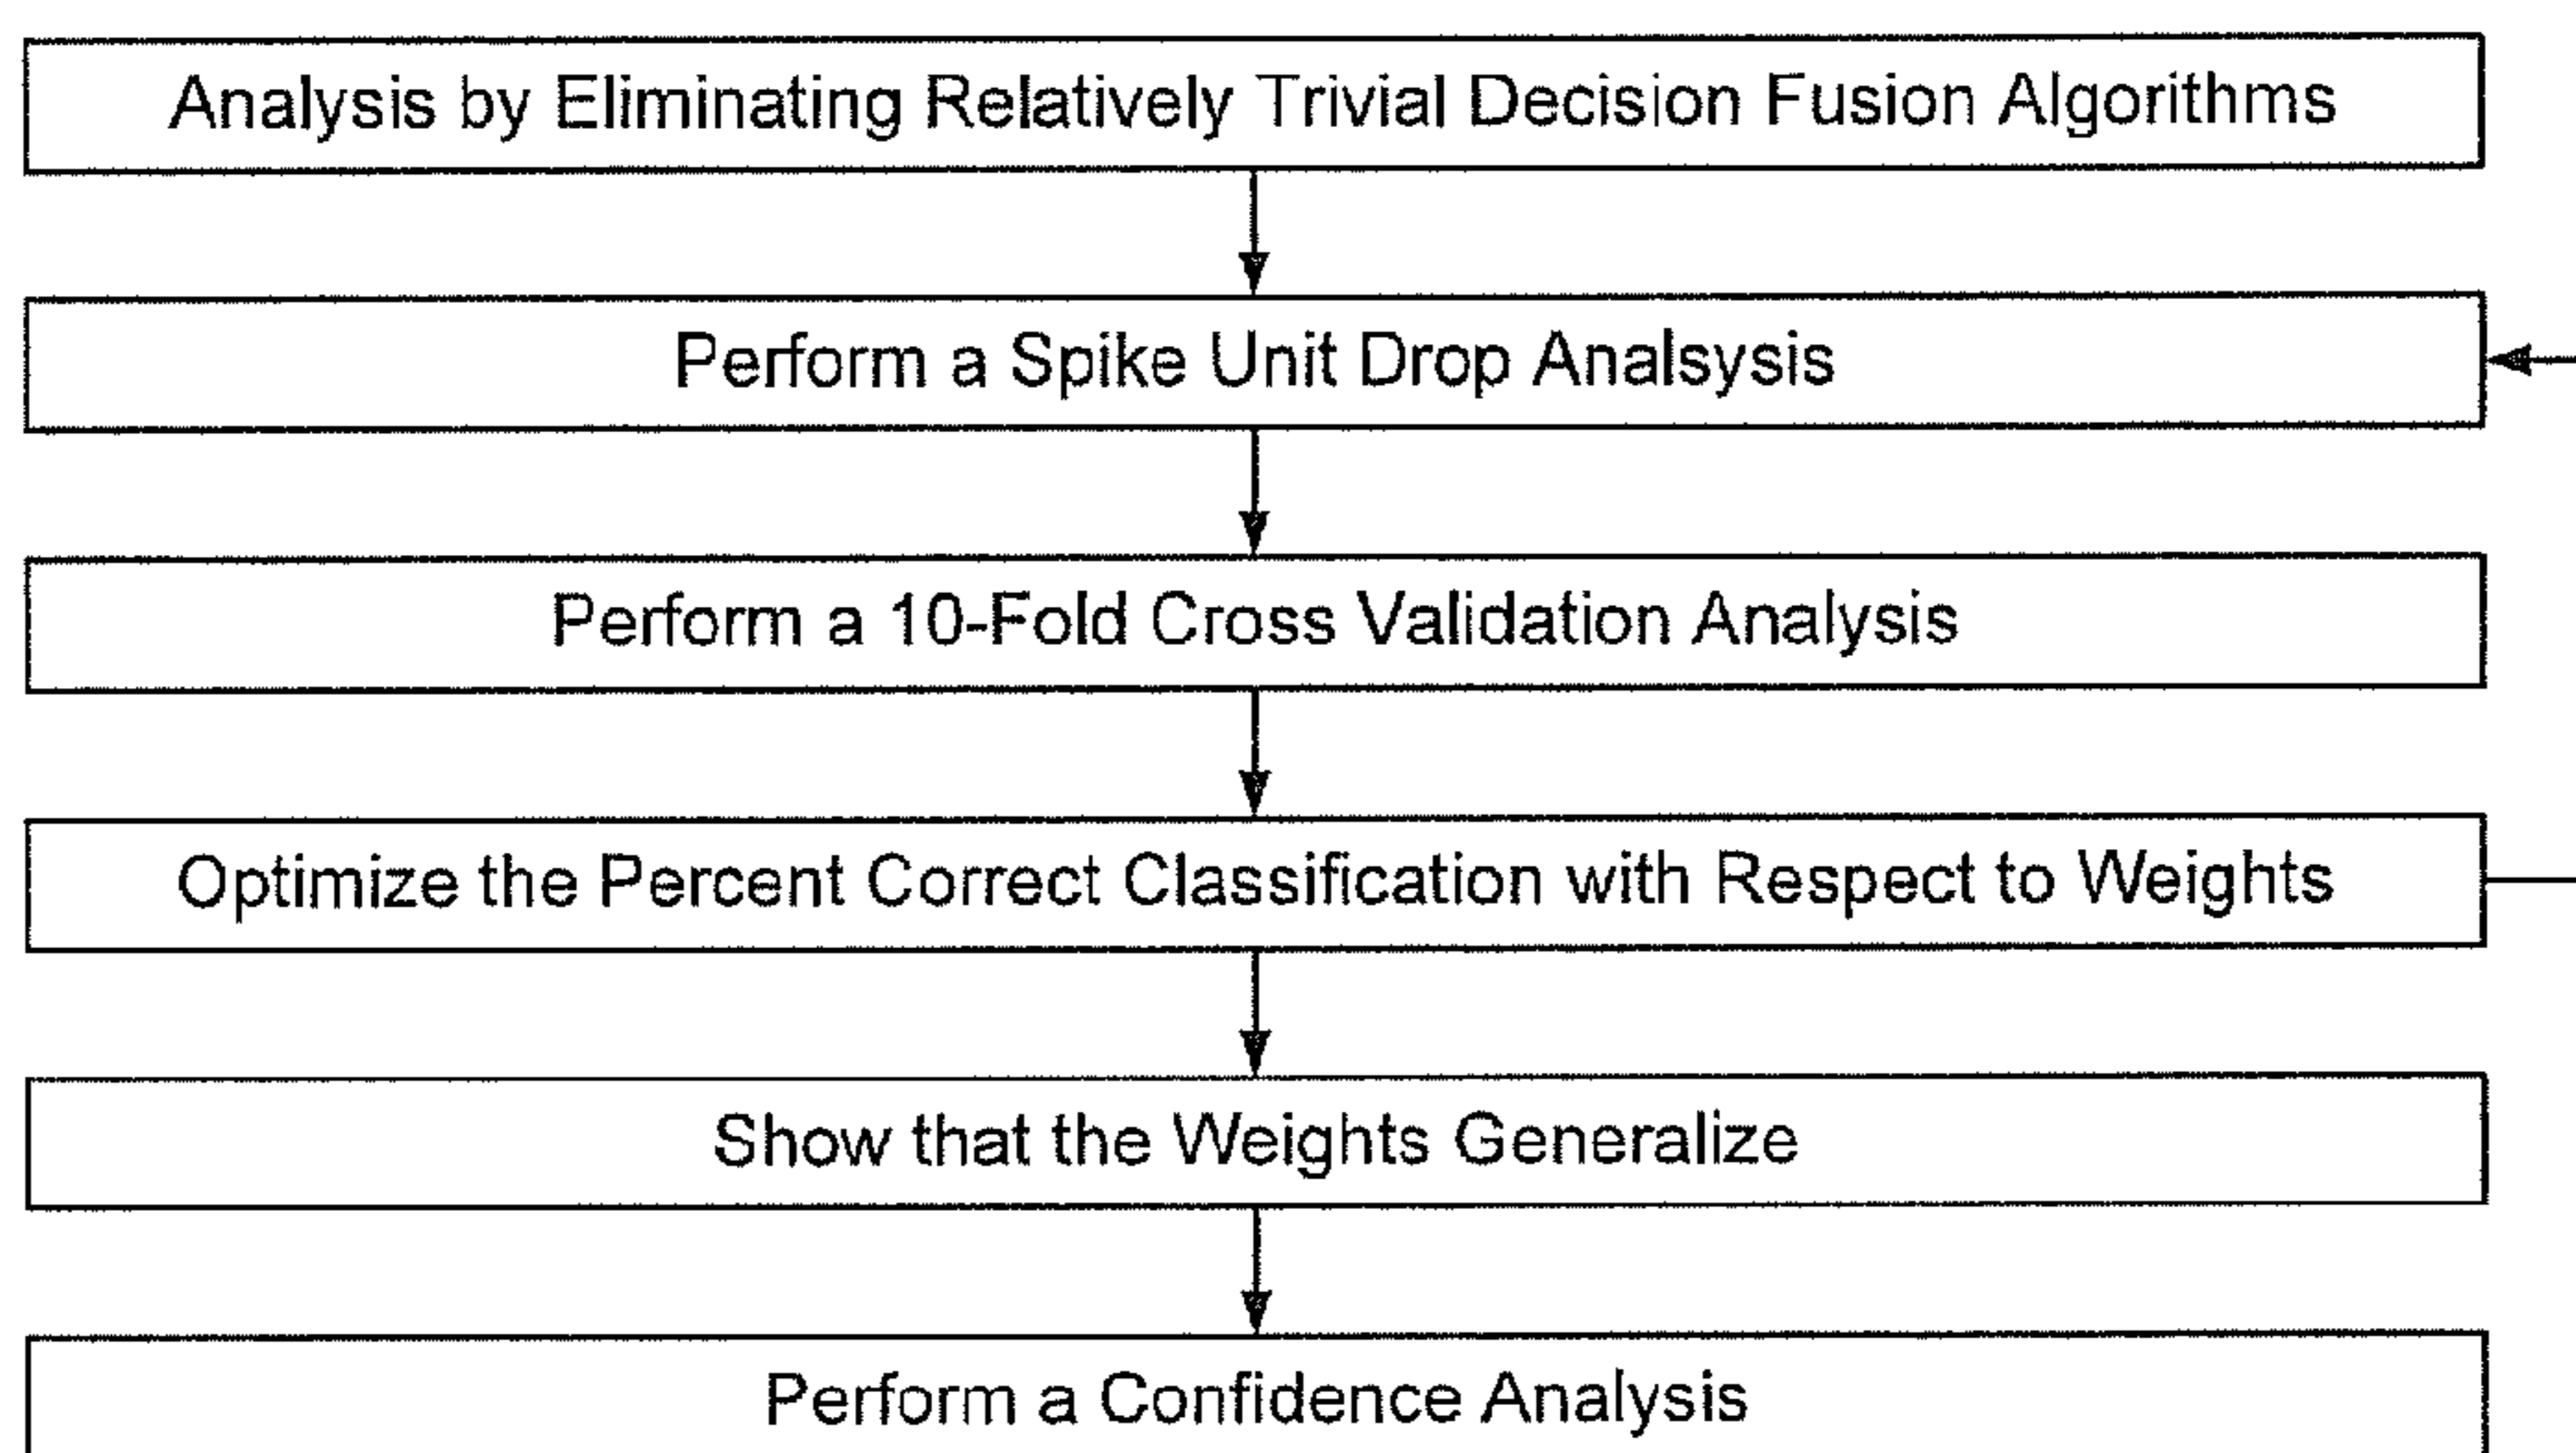 Analysis by Eliminating Relatively Trivial Decision Fusion Algorithms
Perform a Spike Unit Drop Analsysis
Perform a 10-Fold Cross Validation Analysis
Optimize the Percent Correct Classification with Respect to Weights
Show that the Weights Generalize
Perform a Confidence Analysis